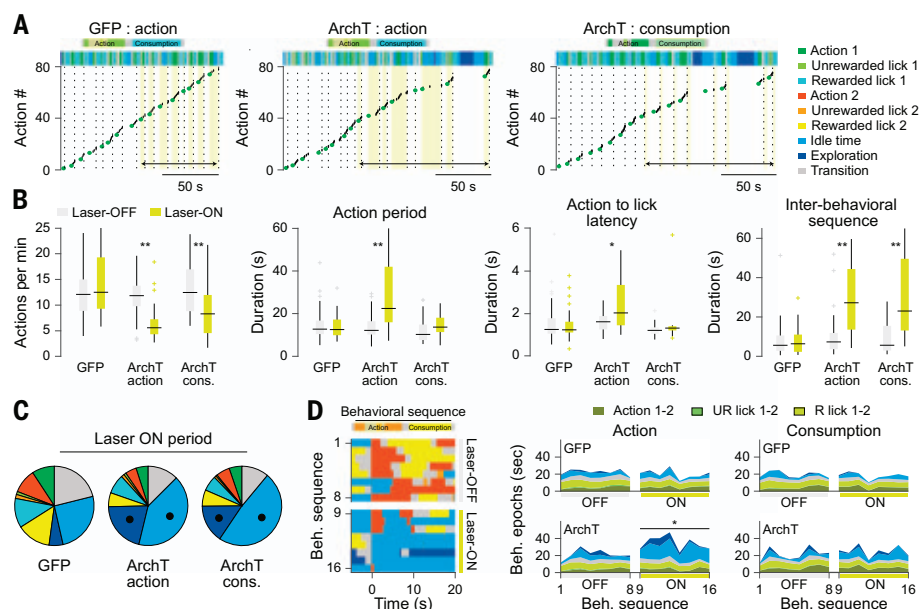 A
GFP : action
ArchT : action
ArchT : consumption
Action Consumption
Action Consumption
Action Consumption
Action #
80
40
0
50 s
Action #
80
40
0
50 s
Action #
80
40
0
50 s
Action 1
Unrewarded lick 1
Rewarded lick 1
Action 2
Unrewarded lick 2
Rewarded lick 2
Idle time
Exploration
Transition
B
Laser-OFF Laser-ON
Actions per min
25
20
15
10
5
0
** **
GFP ArchT action ArchT cons.
Action period
Duration (s)
60
40
20
0
**
GFP ArchT action ArchT cons.
Action to lick
latency
Duration (s)
6
4
2
0
*
GFP ArchT action ArchT cons.
Inter-behavioral
sequence
Duration (s)
60
40
20
0
** **
GFP ArchT action ArchT cons.
C
Laser ON period
GFP ArchT action ArchT cons.
D
Behavioral sequence
Action Consumption
Beh. sequence
1
8
9
16
Laser-OFF
Laser-ON
0 10 20
Time (s)
Action 1-2 UR lick 1-2 R lick 1-2
Action Consumption
Beh. epochs (sec)
GFP
40
20
0
OFF ON
GFP
40
20
0
OFF ON
ArchT
40
20
0
*
OFF ON
1 8 9 16
Beh. sequence
ArchT
40
20
0
OFF ON
1 8 9 16
Beh. sequence